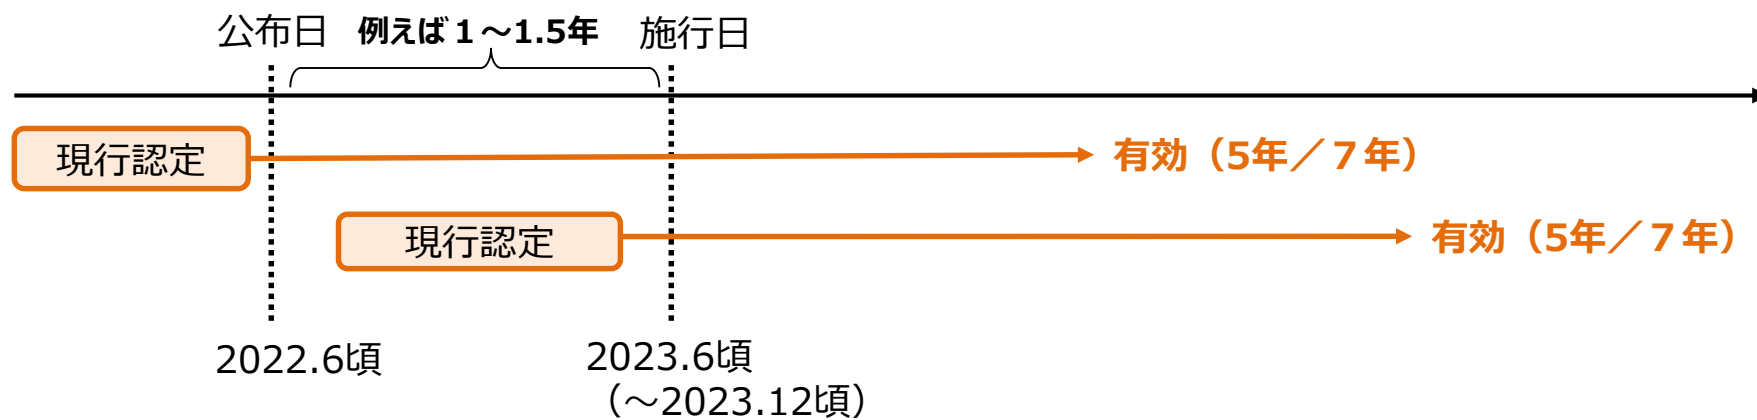 公布日 例えば１～1.5年 施行日
現行認定 有効（5年／７年）
現行認定 有効（5年／７年）
2022.6頃 2023.6頃
（～2023.12頃）